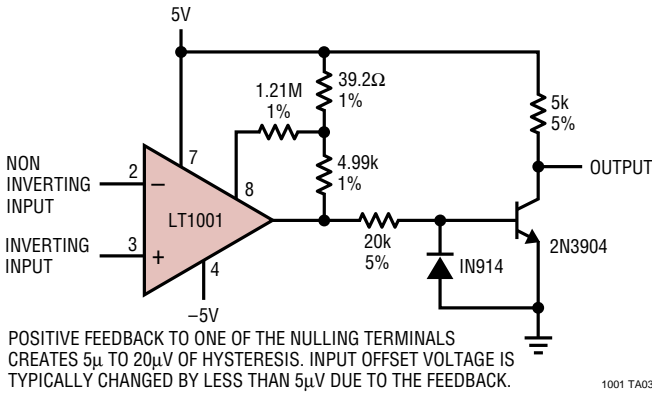 5V
39.2Ω
1%
1.21M
1%
5k
5%
4.99k
1%
7
8
NON
INVERTING
INPUT
2
–
LT1001
OUTPUT
INVERTING
INPUT
3
+
4
–5V
20k
5%
IN914
2N3904
POSITIVE FEEDBACK TO ONE OF THE NULLING TERMINALS
CREATES 5µ TO 20µV OF HYSTERESIS. INPUT OFFSET VOLTAGE IS
TYPICALLY CHANGED BY LESS THAN 5µV DUE TO THE FEEDBACK.
1001 TA03